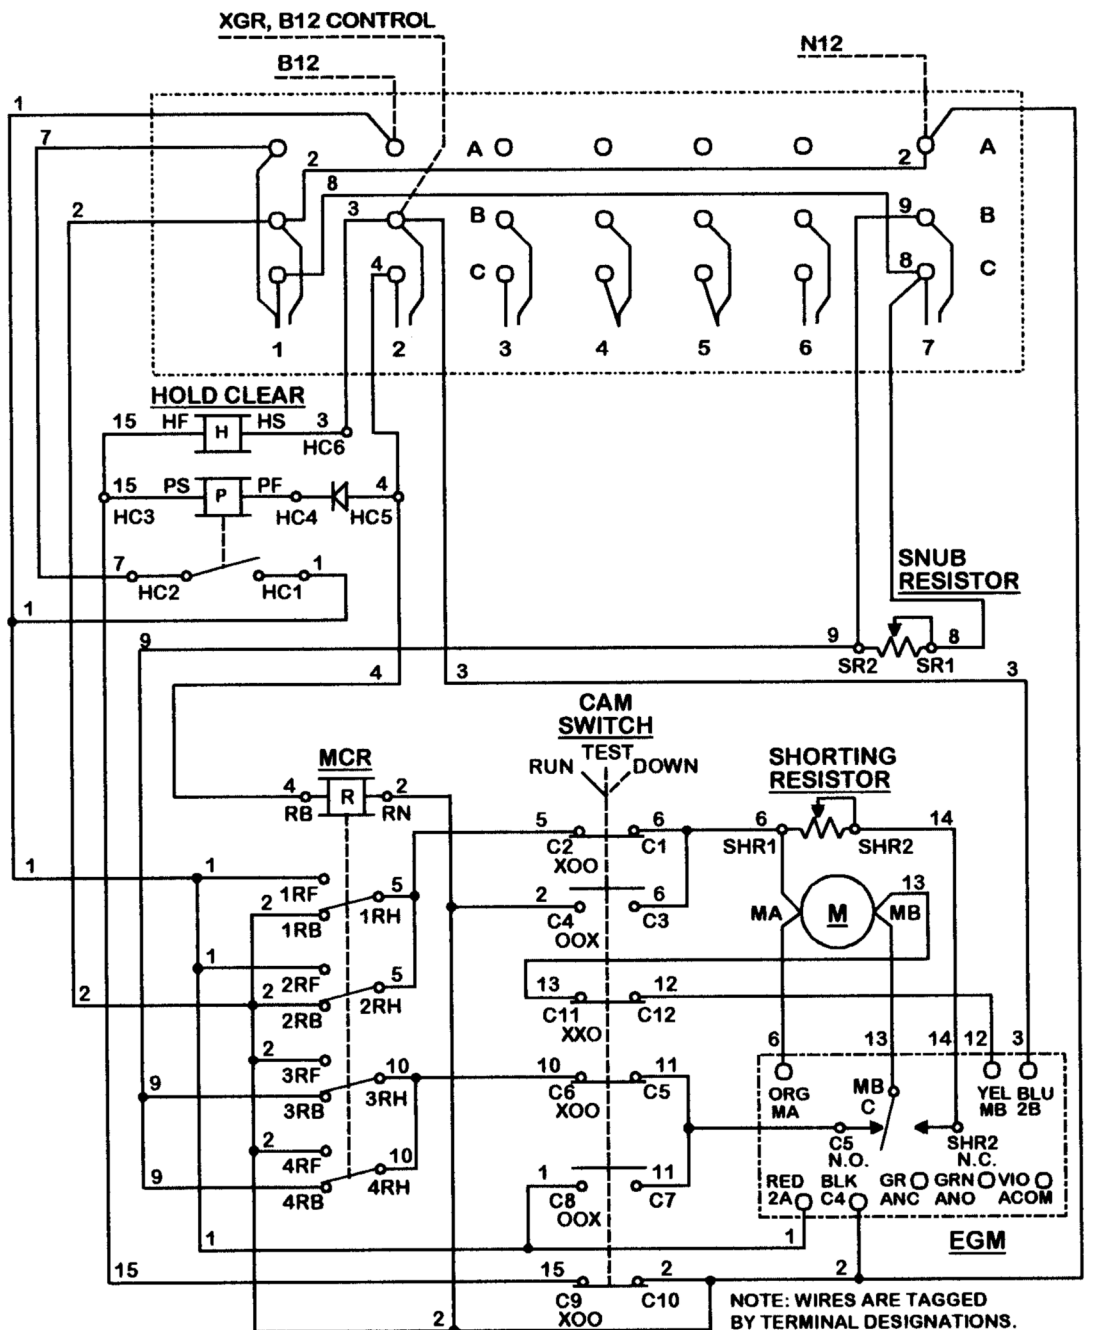 XGR, B12 CONTROL
B12
N12
1
7
A
A
2
2
8
2
3
B
9
B
4
C
8
C
1
2
3
4
5
6
7
HOLD CLEAR
15 HF H HS 3
HC6
15 PS P PF 4
HC3 HC4 HC5
7 1
HC2 HC1
SNUB
RESISTOR
1
9
9 8
SR2 SR1
4
3
3
CAM
SWITCH
TEST
RUN DOWN
MCR
SHORTING
RESISTOR
4 R 2
RB RN
5 6
C2 C1
XOO
6 14
SHR1 SHR2
1
1
1RF
5
2
1RB 1RH
2 6
C4 C3
OOX
MA M MB
13
1
2RF
5
2
2
2RB 2RH
13 12
C11 C12
XXO
6 13 14 12 3
2
3RF
10
9
3RB 3RH
10 11
C6 C5
XOO
ORG
MA
MB
C
YEL
MB
BLU
2B
C5
N.O.
SHR2
N.C.
2
4RF
10
9
4RB 4RH
1 11
C8 C7
OOX
RED
2A
BLK
C4
GR
ANC
GRN
ANO
VIO
ACOM
1
1
EGM
15
15 2
2
C9 C10
XOO
2
NOTE: WIRES ARE TAGGED
BY TERMINAL DESIGNATIONS.